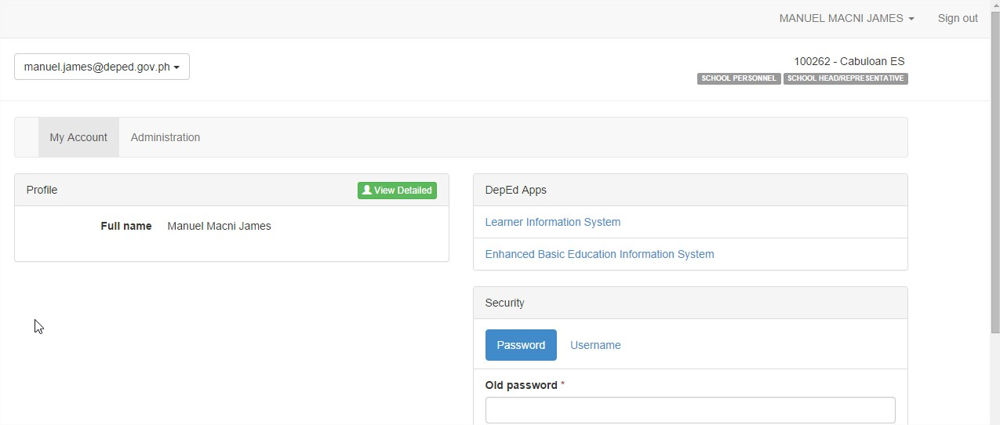 MANUEL MACNI JAMES
Sign out
manuel.james@deped.gov.ph
100262 - Cabuloan ES
SCHOOL PERSONNEL
SCHOOL HEAD/REPRESENTATIVE
My Account
Administration
Profile
View Detailed
Full name
Manuel Macni James
DepEd Apps
Learner Information System
Enhanced Basic Education Information System
Security
Password
Username
Old password *